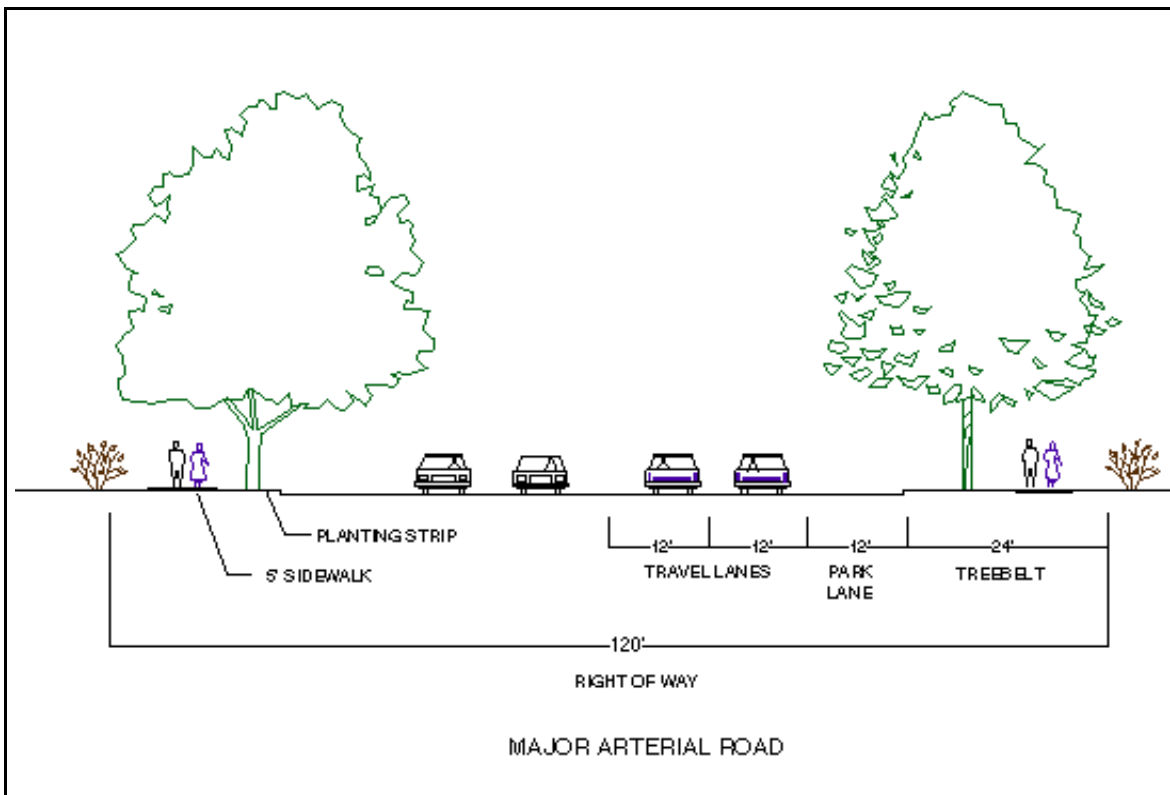 PLANTING STRIP
5' SIDEWALK
12' 12' 12' 24'
TRAVEL LANES PARK LANE TREEBELT
120'
RIGHT OF WAY
MAJOR ARTERIAL ROAD